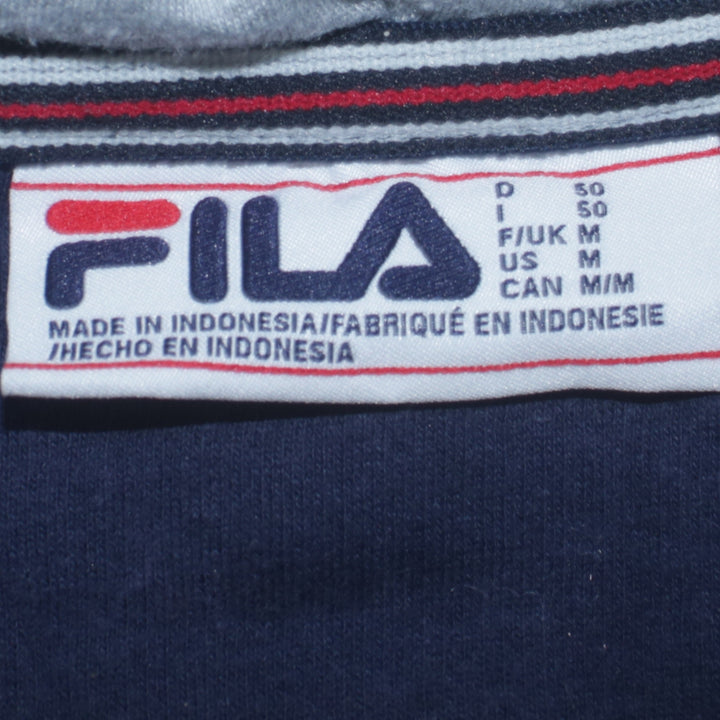 FILA
D 50
I 50
F/UK M
US M
CAN M/M
MADE IN INDONESIA/FABRIQUÉ EN INDONESIE
/HECHO EN INDONESIA